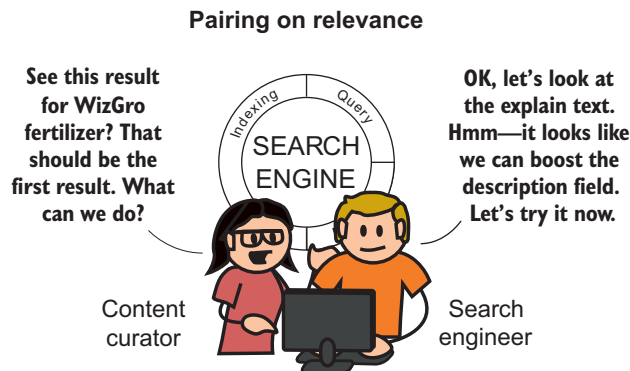 Pairing on relevance
See this result
for WizGro
fertilizer? That
should be the
first result. What
can we do?
Indexing
Query
SEARCH
ENGINE
OK, let’s look at
the explain text.
Hmm—it looks like
we can boost the
description field.
Let’s try it now.
Content
curator
Search
engineer